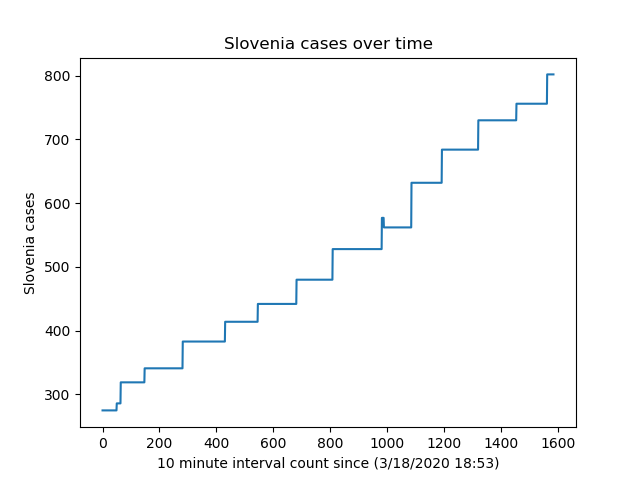 Slovenia cases over time
800
700
600
500
400
300
Slovenia cases
0 200 400 600 800 1000 1200 1400 1600
10 minute interval count since (3/18/2020 18:53)